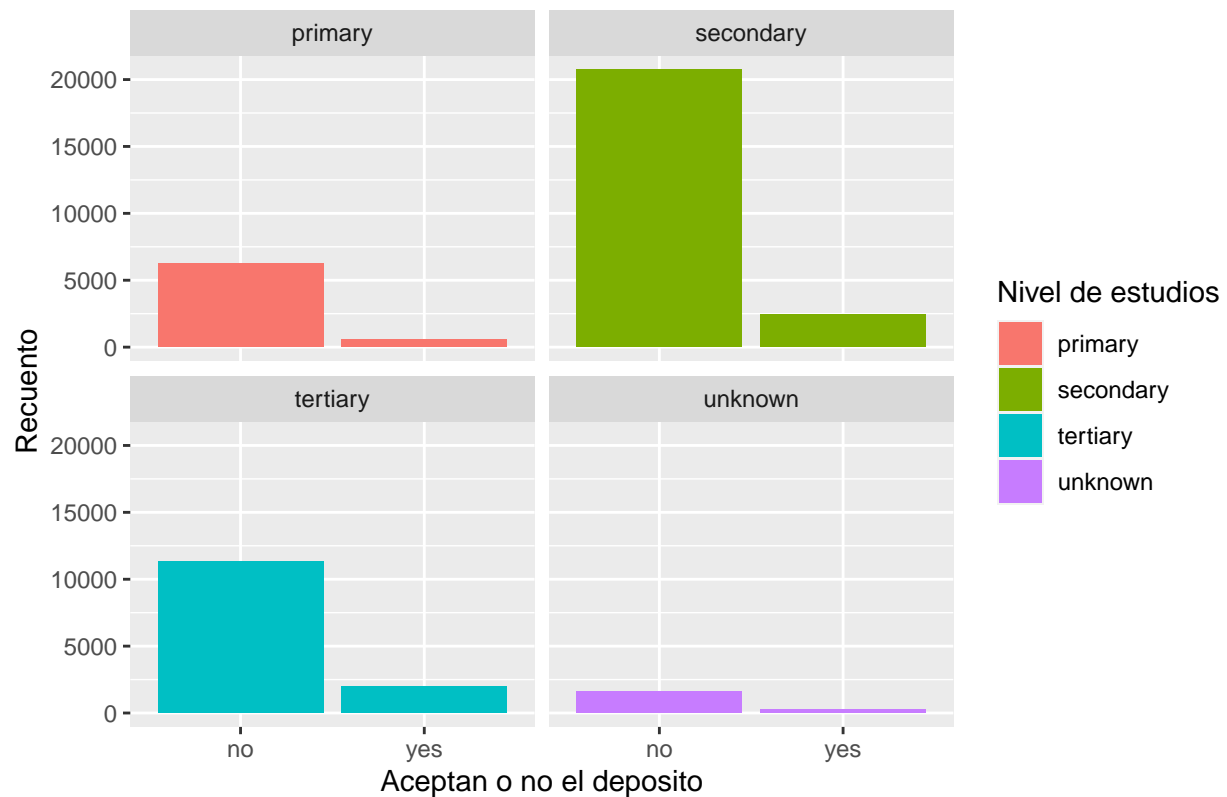 primary
secondary
20000
15000
10000
5000
0
tertiary
unknown
20000
15000
10000
5000
0
no
yes
no
yes
Aceptan o no el deposito
Recuento
Nivel de estudios
primary
secondary
tertiary
unknown